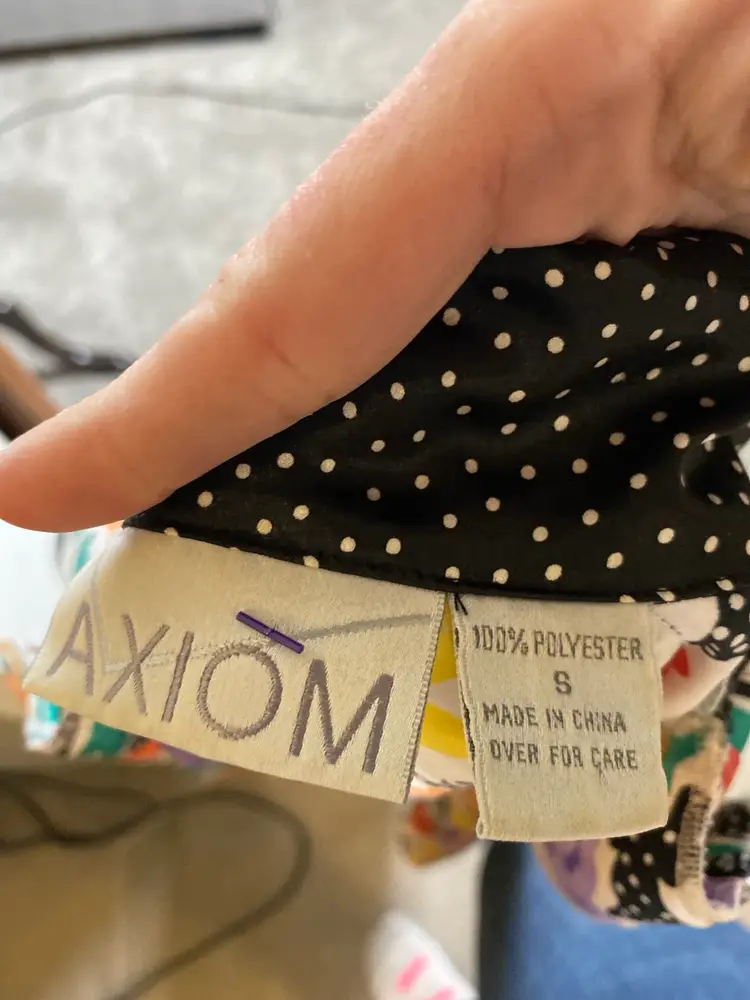 AXIOM
100% POLYESTER
S
MADE IN CHINA
OVER FOR CARE